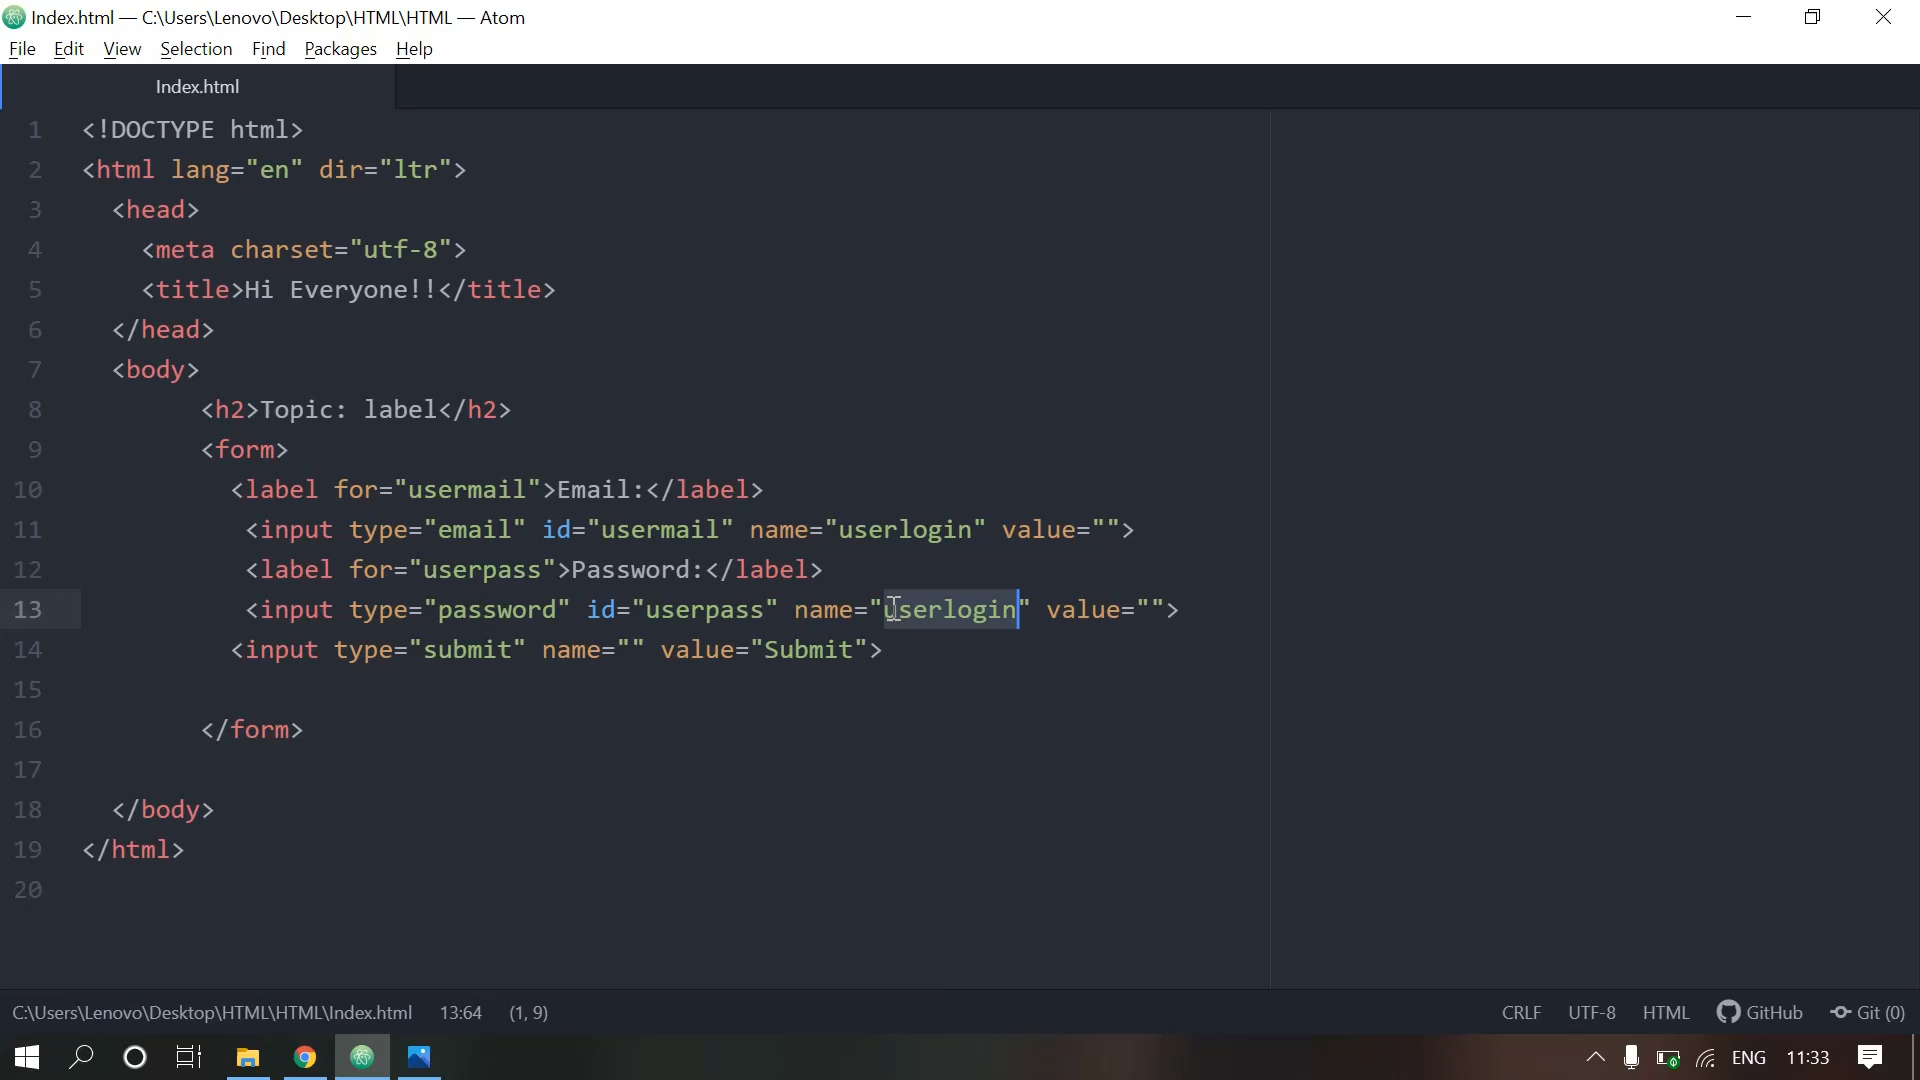 Index.html — C:\Users\Lenovo\Desktop\HTML\HTML — Atom
File Edit View Selection Find Packages Help
Index.html
1 <!DOCTYPE html>
2 <html lang="en" dir="ltr">
3 <head>
4 <meta charset="utf-8">
5 <title>Hi Everyone!!</title>
6 </head>
7 <body>
8 <h2>Topic: label</h2>
9 <form>
10 <label for="usermail">Email:</label>
11 <input type="email" id="usermail" name="userlogin" value="">
12 <label for="userpass">Password:</label>
13 <input type="password" id="userpass" name="userlogin" value="">
14 <input type="submit" name="" value="Submit">
15
16 </form>
17
18 </body>
19 </html>
20
C:\Users\Lenovo\Desktop\HTML\HTML\Index.html 13:64 (1, 9) CRLF UTF-8 HTML GitHub Git (0)
ENG 11:33